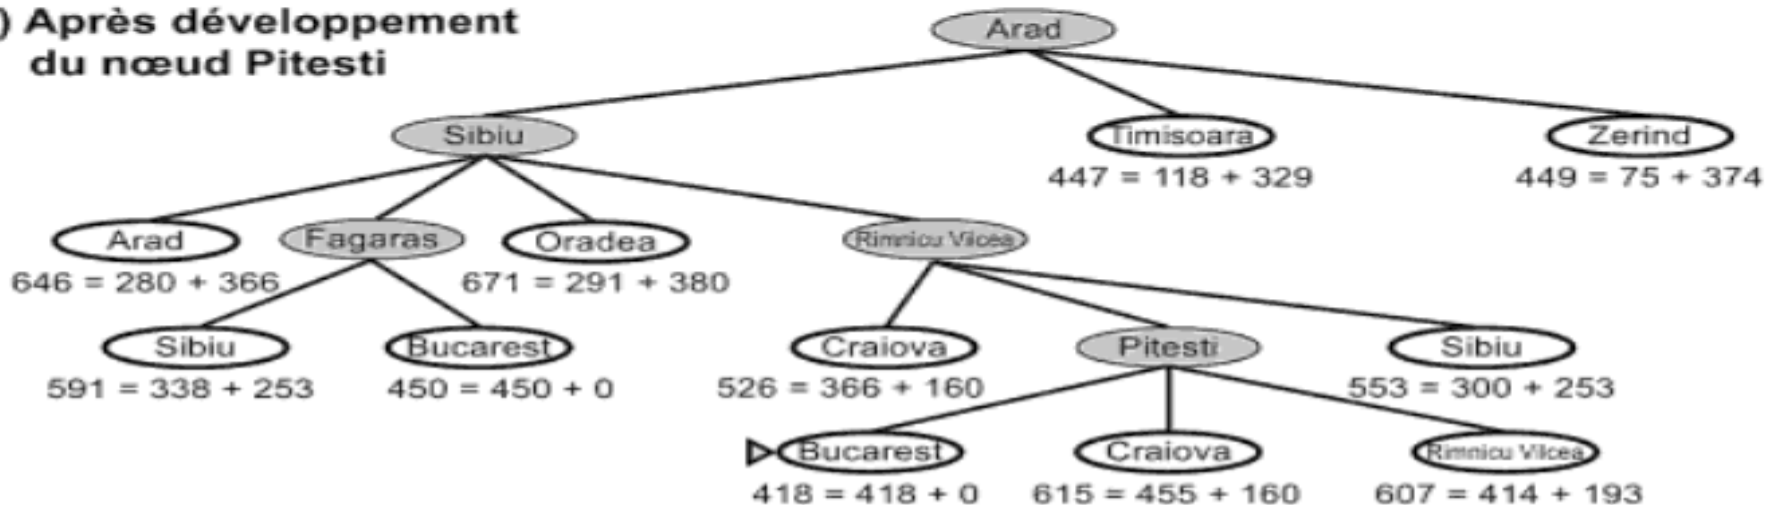 ) Après développement
du nœud Pitesti
Arad
Sibiu
Timisoara
Zerind
447 = 118 + 329
449 = 75 + 374
Arad
Fagaras
Oradea
Rimnicu Vilcea
646 = 280 + 366
671 = 291 + 380
Sibiu
Bucarest
Craiova
Pitesti
Sibiu
591 = 338 + 253
450 = 450 + 0
526 = 366 + 160
553 = 300 + 253
Bucarest
Craiova
Rimnicu Vilcea
418 = 418 + 0
615 = 455 + 160
607 = 414 + 193